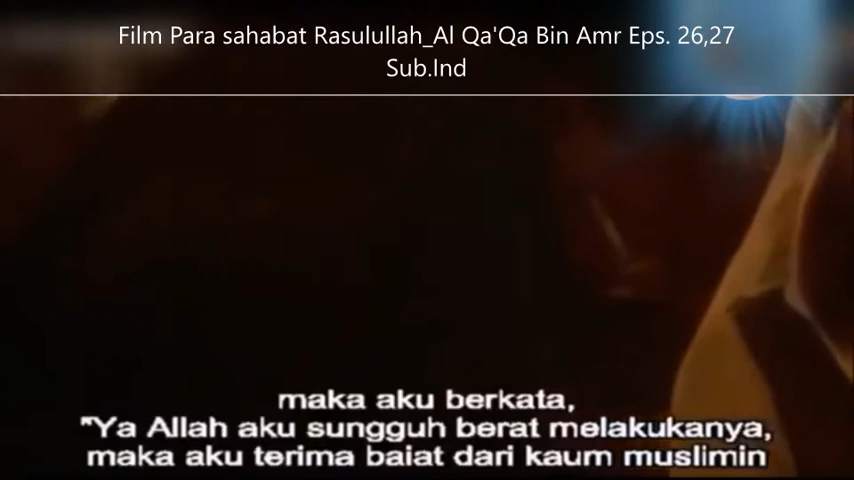 Film Para sahabat Rasulullah_Al Qa'Qa Bin Amr Eps. 26,27
Sub.Ind
maka aku berkata,
"Ya Allah aku sungguh berat melakukanya,
maka aku terima baiat dari kaum muslimin